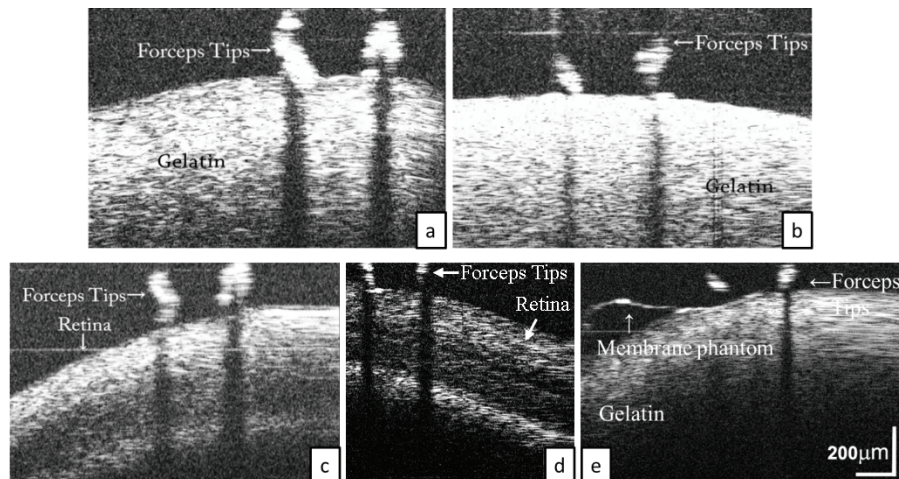 Forceps Tips→
Gelatin
a
←Forceps Tips
Gelatin
b
Forceps Tips→
Retina
↓
c
←Forceps Tips
Retina
d
←Forceps
Tips
↑
Membrane phantom
Gelatin
200μm
e